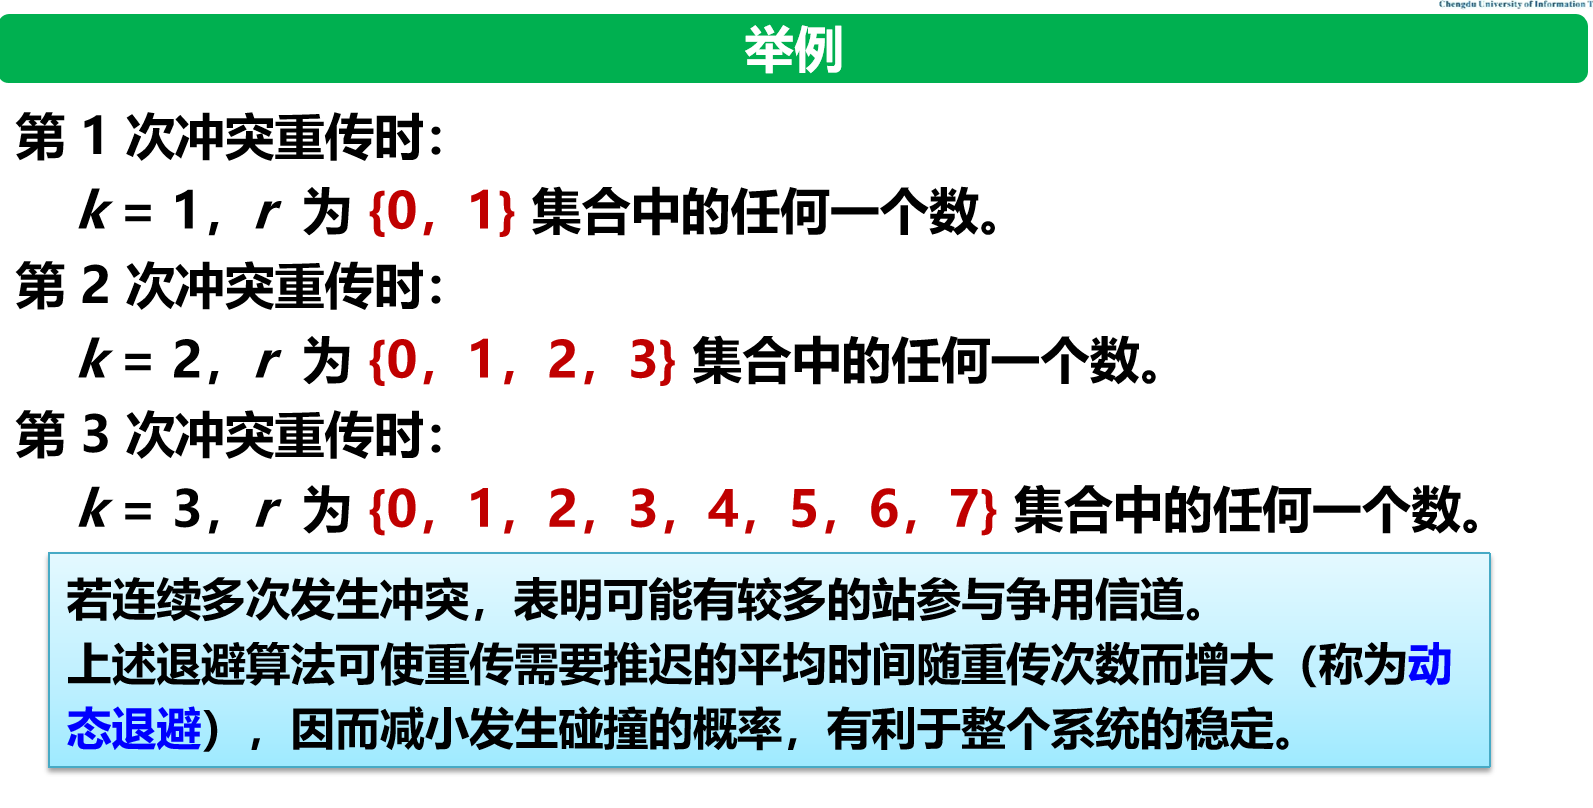 Chengdu University of Information T
举例
第 1 次冲突重传时：
k = 1，r 为 {0，1} 集合中的任何一个数。
第 2 次冲突重传时：
k = 2，r 为 {0，1，2，3} 集合中的任何一个数。
第 3 次冲突重传时：
k = 3，r 为 {0，1，2，3，4，5，6，7} 集合中的任何一个数。
若连续多次发生冲突，表明可能有较多的站参与争用信道。
上述退避算法可使重传需要推迟的平均时间随重传次数而增大（称为动
态退避），因而减小发生碰撞的概率，有利于整个系统的稳定。